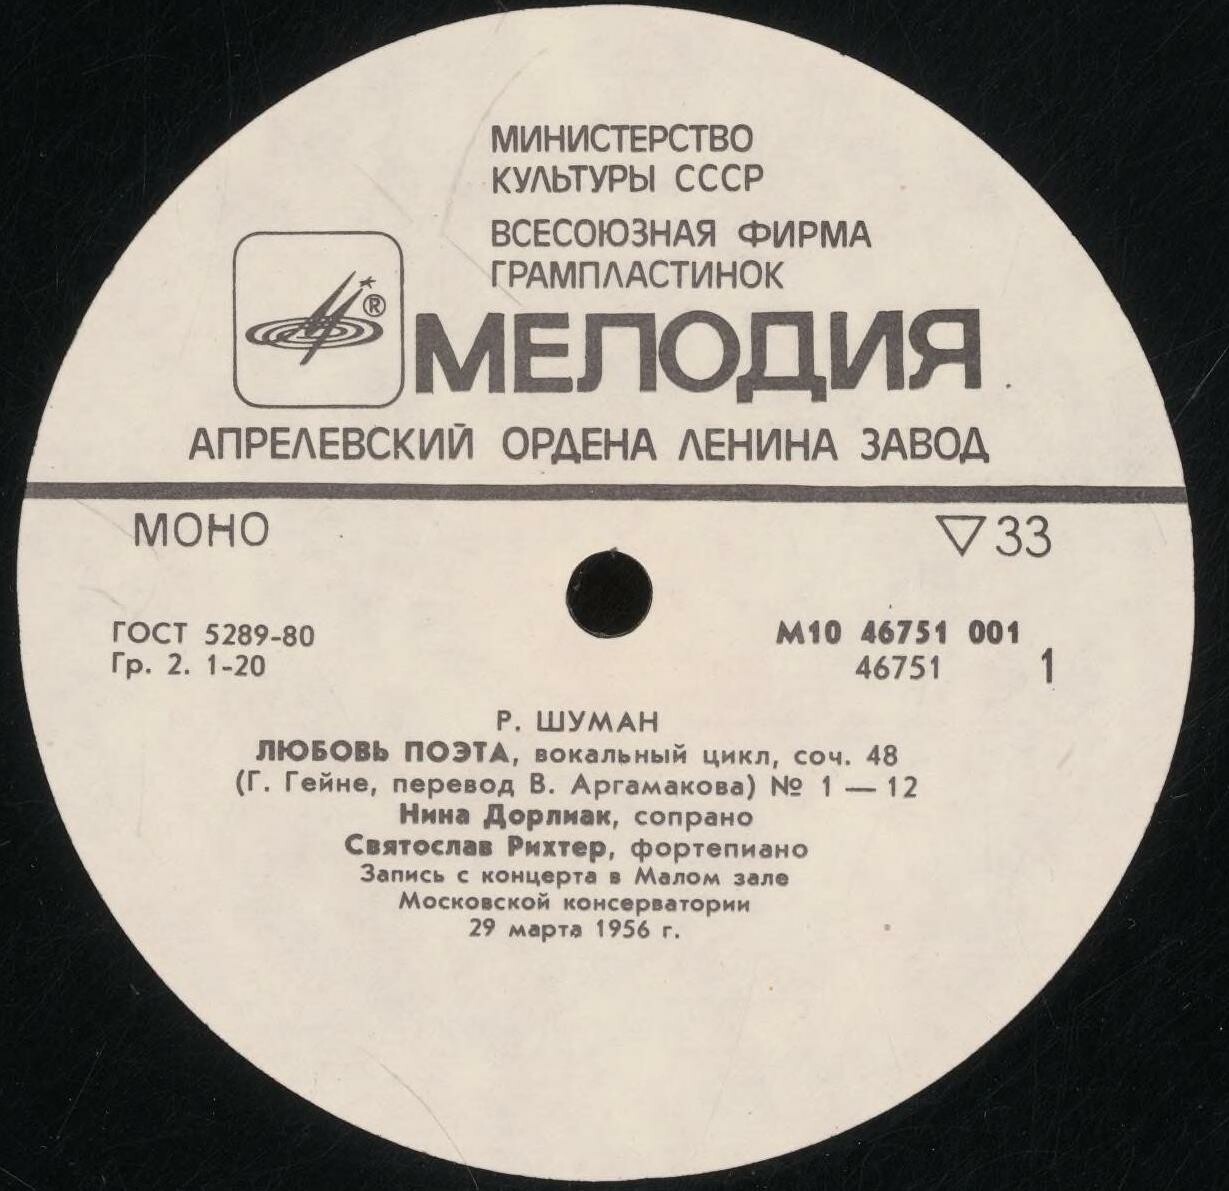 МИНИСТЕРСТВО
КУЛЬТУРЫ СССР
ВСЕСОЮЗНАЯ ФИРМА
ГРАМПЛАСТИНОК
®
МЕЛОДИЯ
АПРЕЛЕВСКИЙ ОРДЕНА ЛЕНИНА ЗАВОД
МОНО
▽33
ГОСТ 5289-80
Гр. 2. 1-20
М10 46751 001
46751 1
Р. ШУМАН
ЛЮБОВЬ ПОЭТА, вокальный цикл, соч. 48
(Г. Гейне, перевод В. Аргамакова) № 1 — 12
Нина Дорлиак, сопрано
Святослав Рихтер, фортепиано
Запись с концерта в Малом зале
Московской консерватории
29 марта 1956 г.